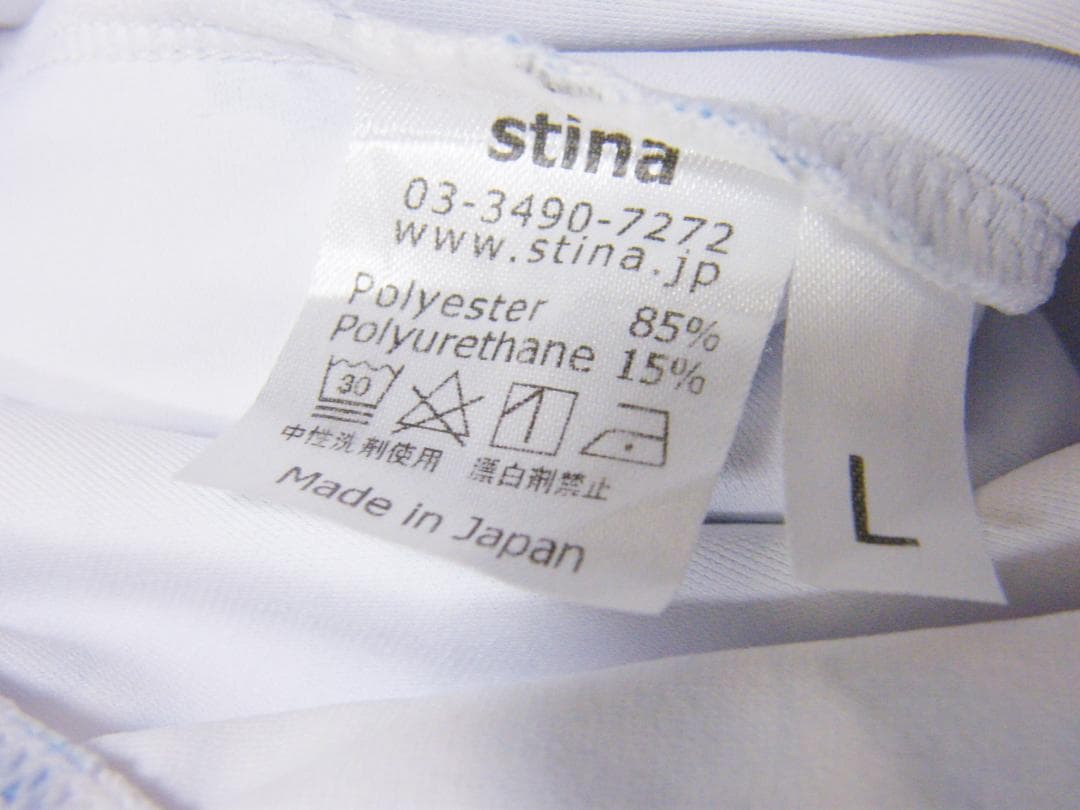 stina
03-3490-7272
www.stina.jp
Polyester 85%
Polyurethane 15%
30
中性洗剤使用 漂白剤禁止
Made in Japan
L